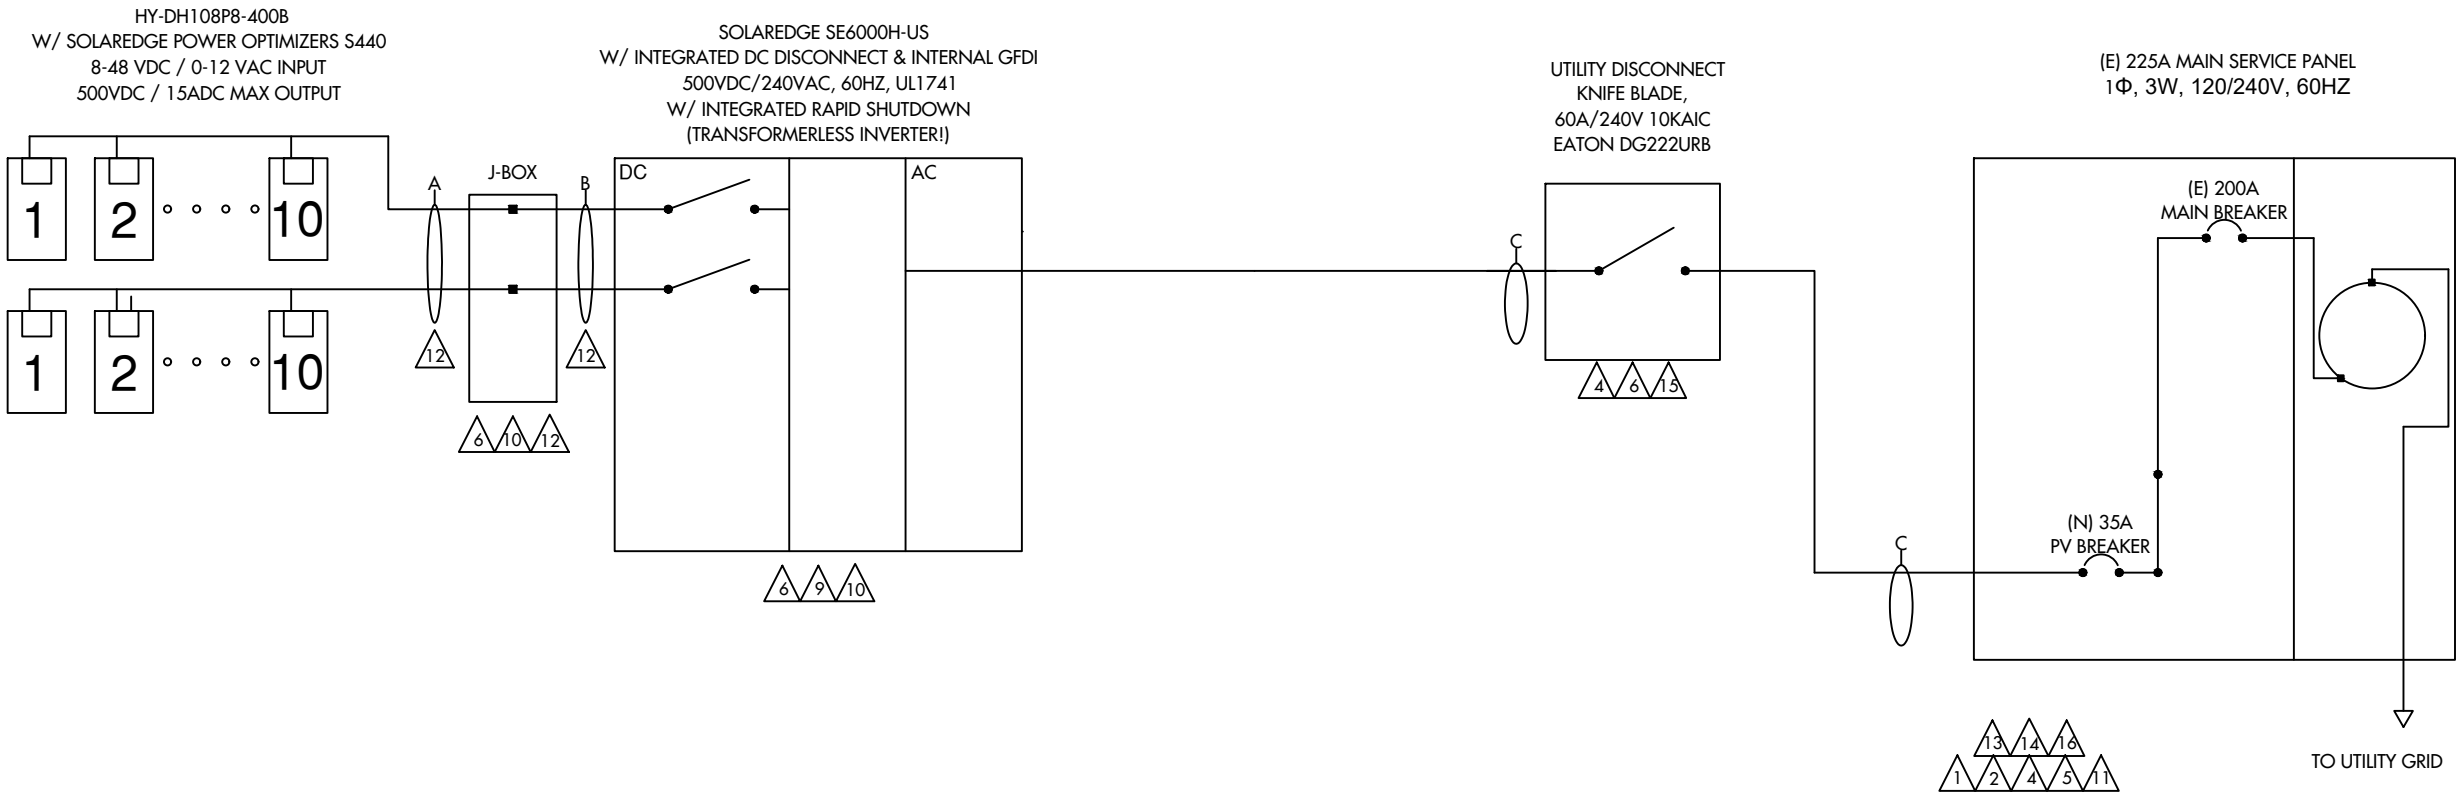 HY-DH108P8-400B
W/ SOLAREDGE POWER OPTIMIZERS S440
8-48 VDC / 0-12 VAC INPUT
500VDC / 15ADC MAX OUTPUT
SOLAREDGE SE6000H-US
W/ INTEGRATED DC DISCONNECT & INTERNAL GFDI
500VDC/240VAC, 60HZ, UL1741
W/ INTEGRATED RAPID SHUTDOWN
(TRANSFORMERLESS INVERTER!)
UTILITY DISCONNECT
KNIFE BLADE,
60A/240V 10KAIC
EATON DG222URB
(E) 225A MAIN SERVICE PANEL
1Φ, 3W, 120/240V, 60HZ
1 2 10
A
J-BOX
B
DC
AC
C
(E) 200A
MAIN BREAKER
1 2 10
12
12
6 10 12
6 9 10
4 6 15
C
(N) 35A
PV BREAKER
13 14 16
1 2 4 5 11
TO UTILITY GRID